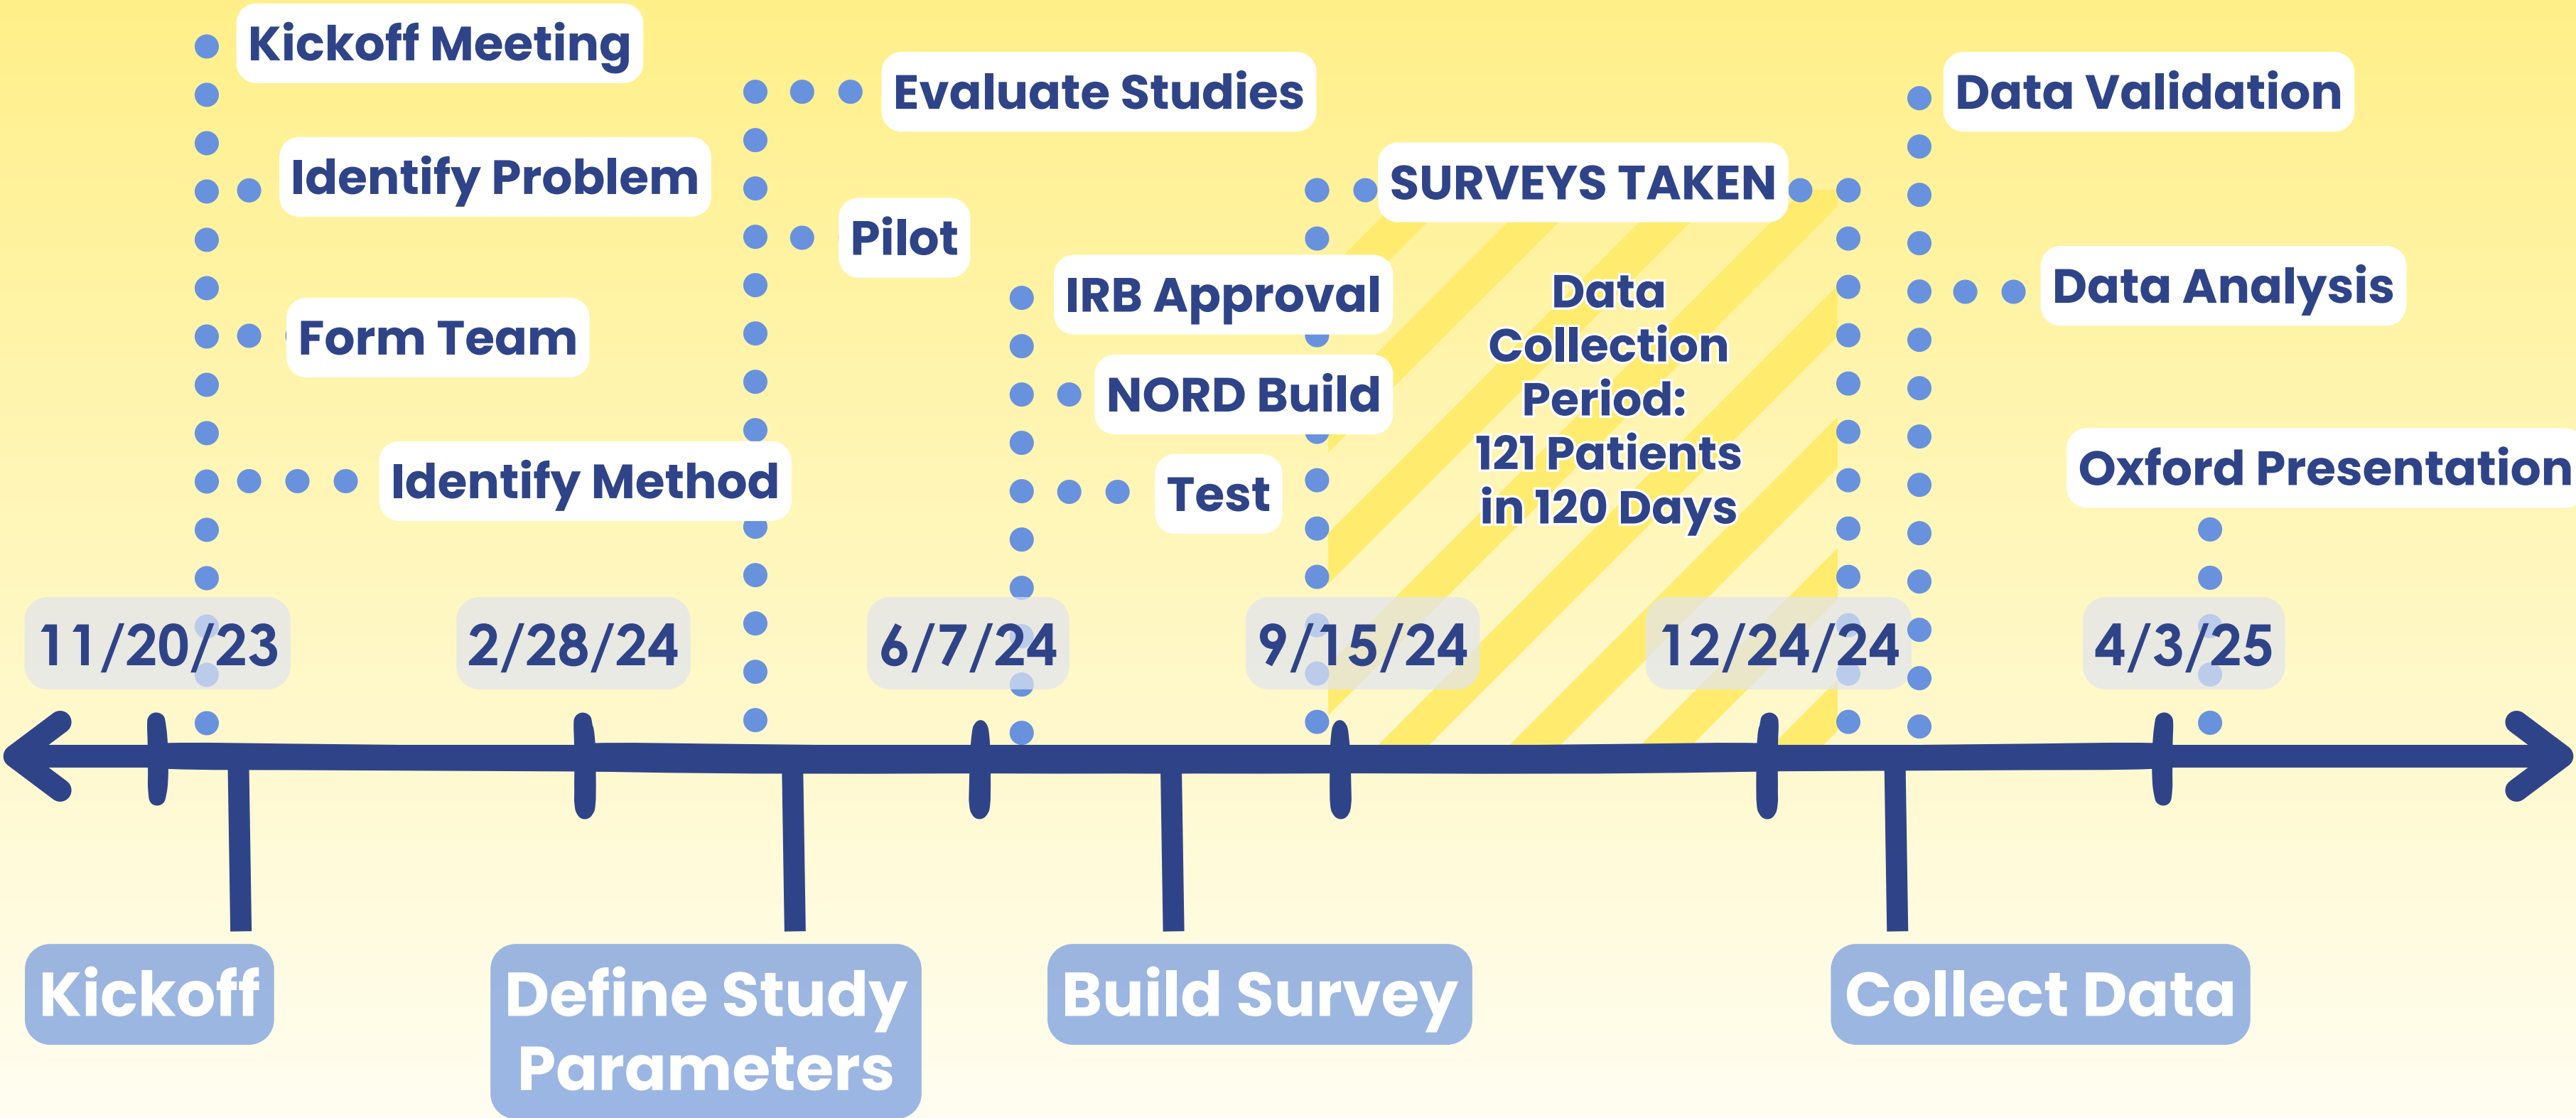 Kickoff Meeting
Identify Problem
Form Team
Identify Method
Evaluate Studies
Pilot
IRB Approval
NORD Build
Test
SURVEYS TAKEN
Data
Collection
Period:
121 Patients
in 120 Days
Data Validation
Data Analysis
Oxford Presentation
11/20/23
2/28/24
6/7/24
9/15/24
12/24/24
4/3/25
Kickoff
Define Study
Parameters
Build Survey
Collect Data